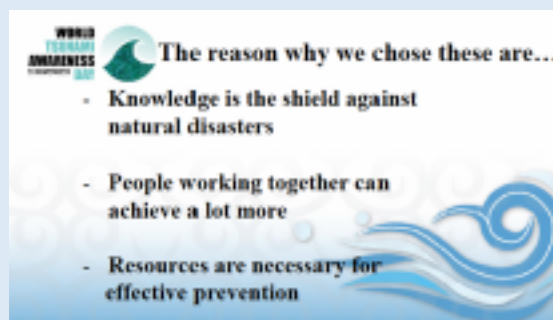 WORLD
TSUNAMI
AWARENESS
DAY
The reason why we chose these are...
- Knowledge is the shield against
natural disasters
- People working together can
achieve a lot more
- Resources are necessary for
effective prevention